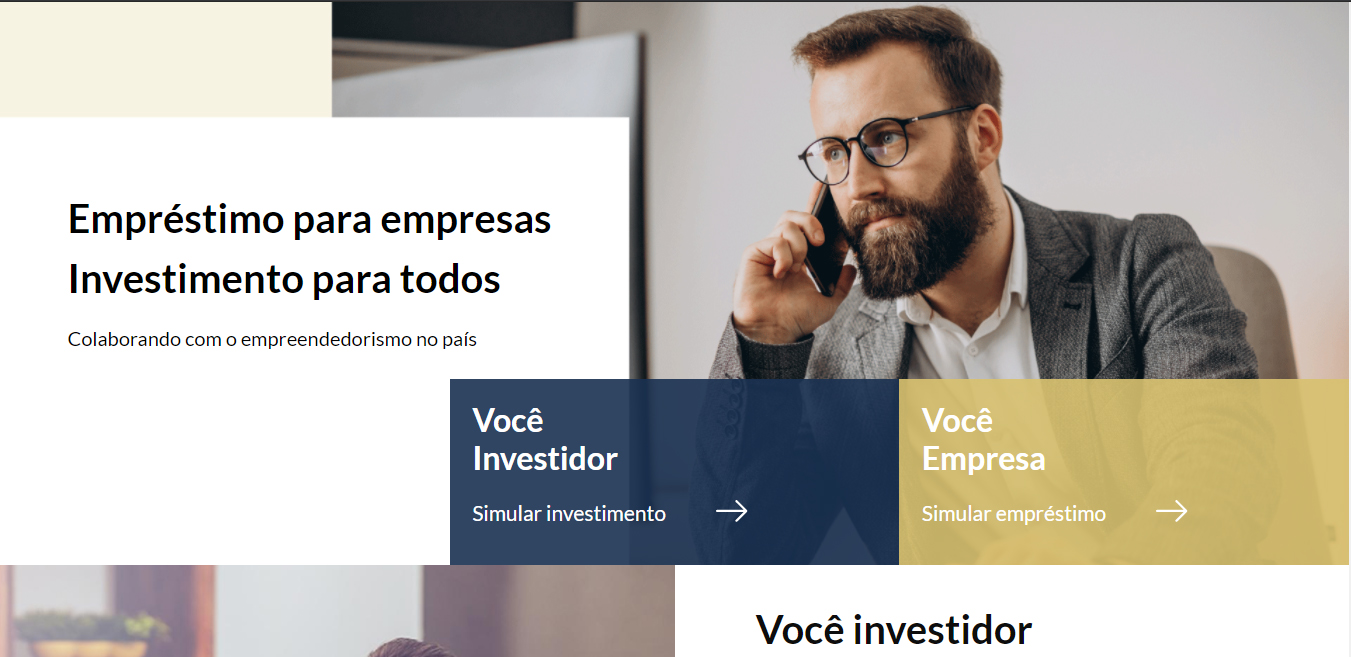 Empréstimo para empresas
Investimento para todos
Colaborando com o empreendedorismo no país
Você
Investidor
Simular investimento
Você
Empresa
Simular empréstimo
Você investidor